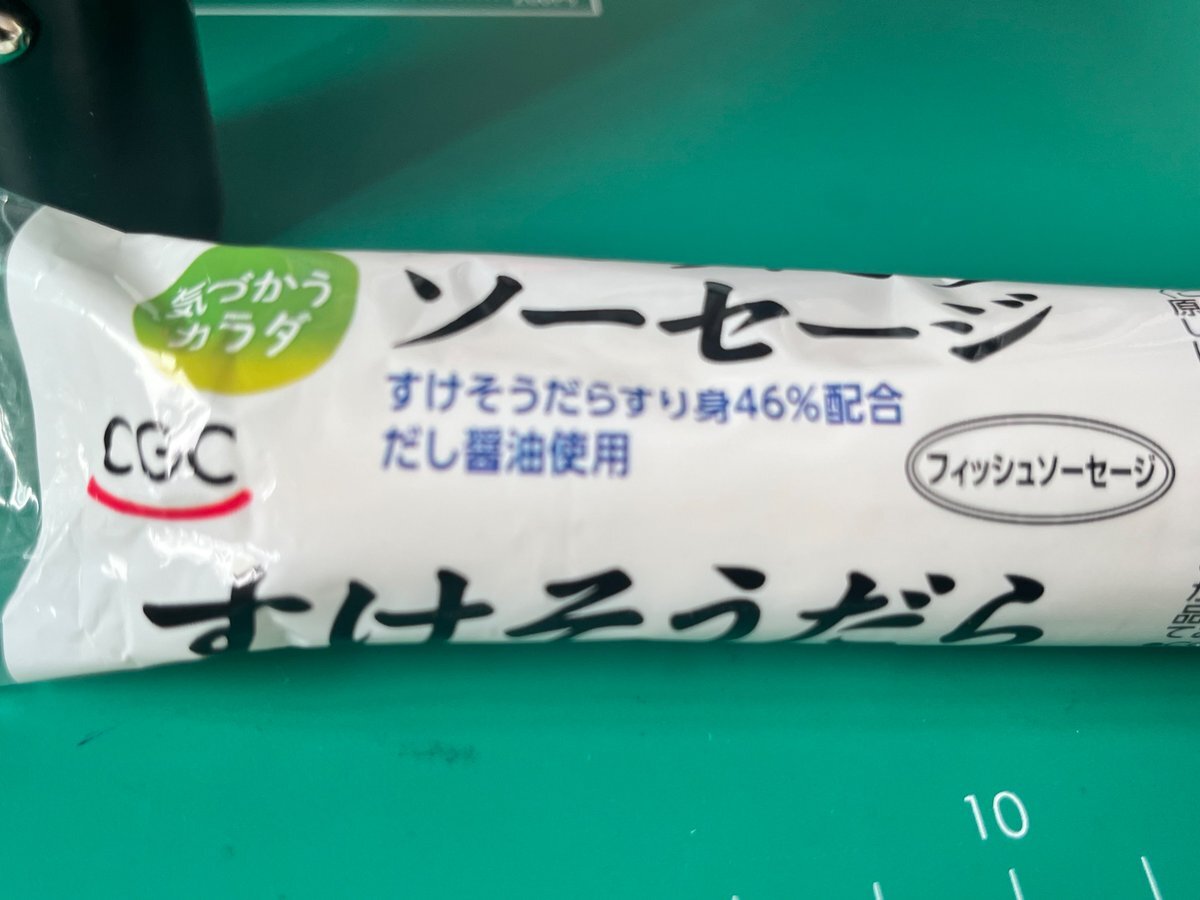 気づかう
カラダ
ソーセージ
すけそうだらすり身46%配合
だし醤油使用
CGC
フィッシュソーセージ
すけそうだら
10